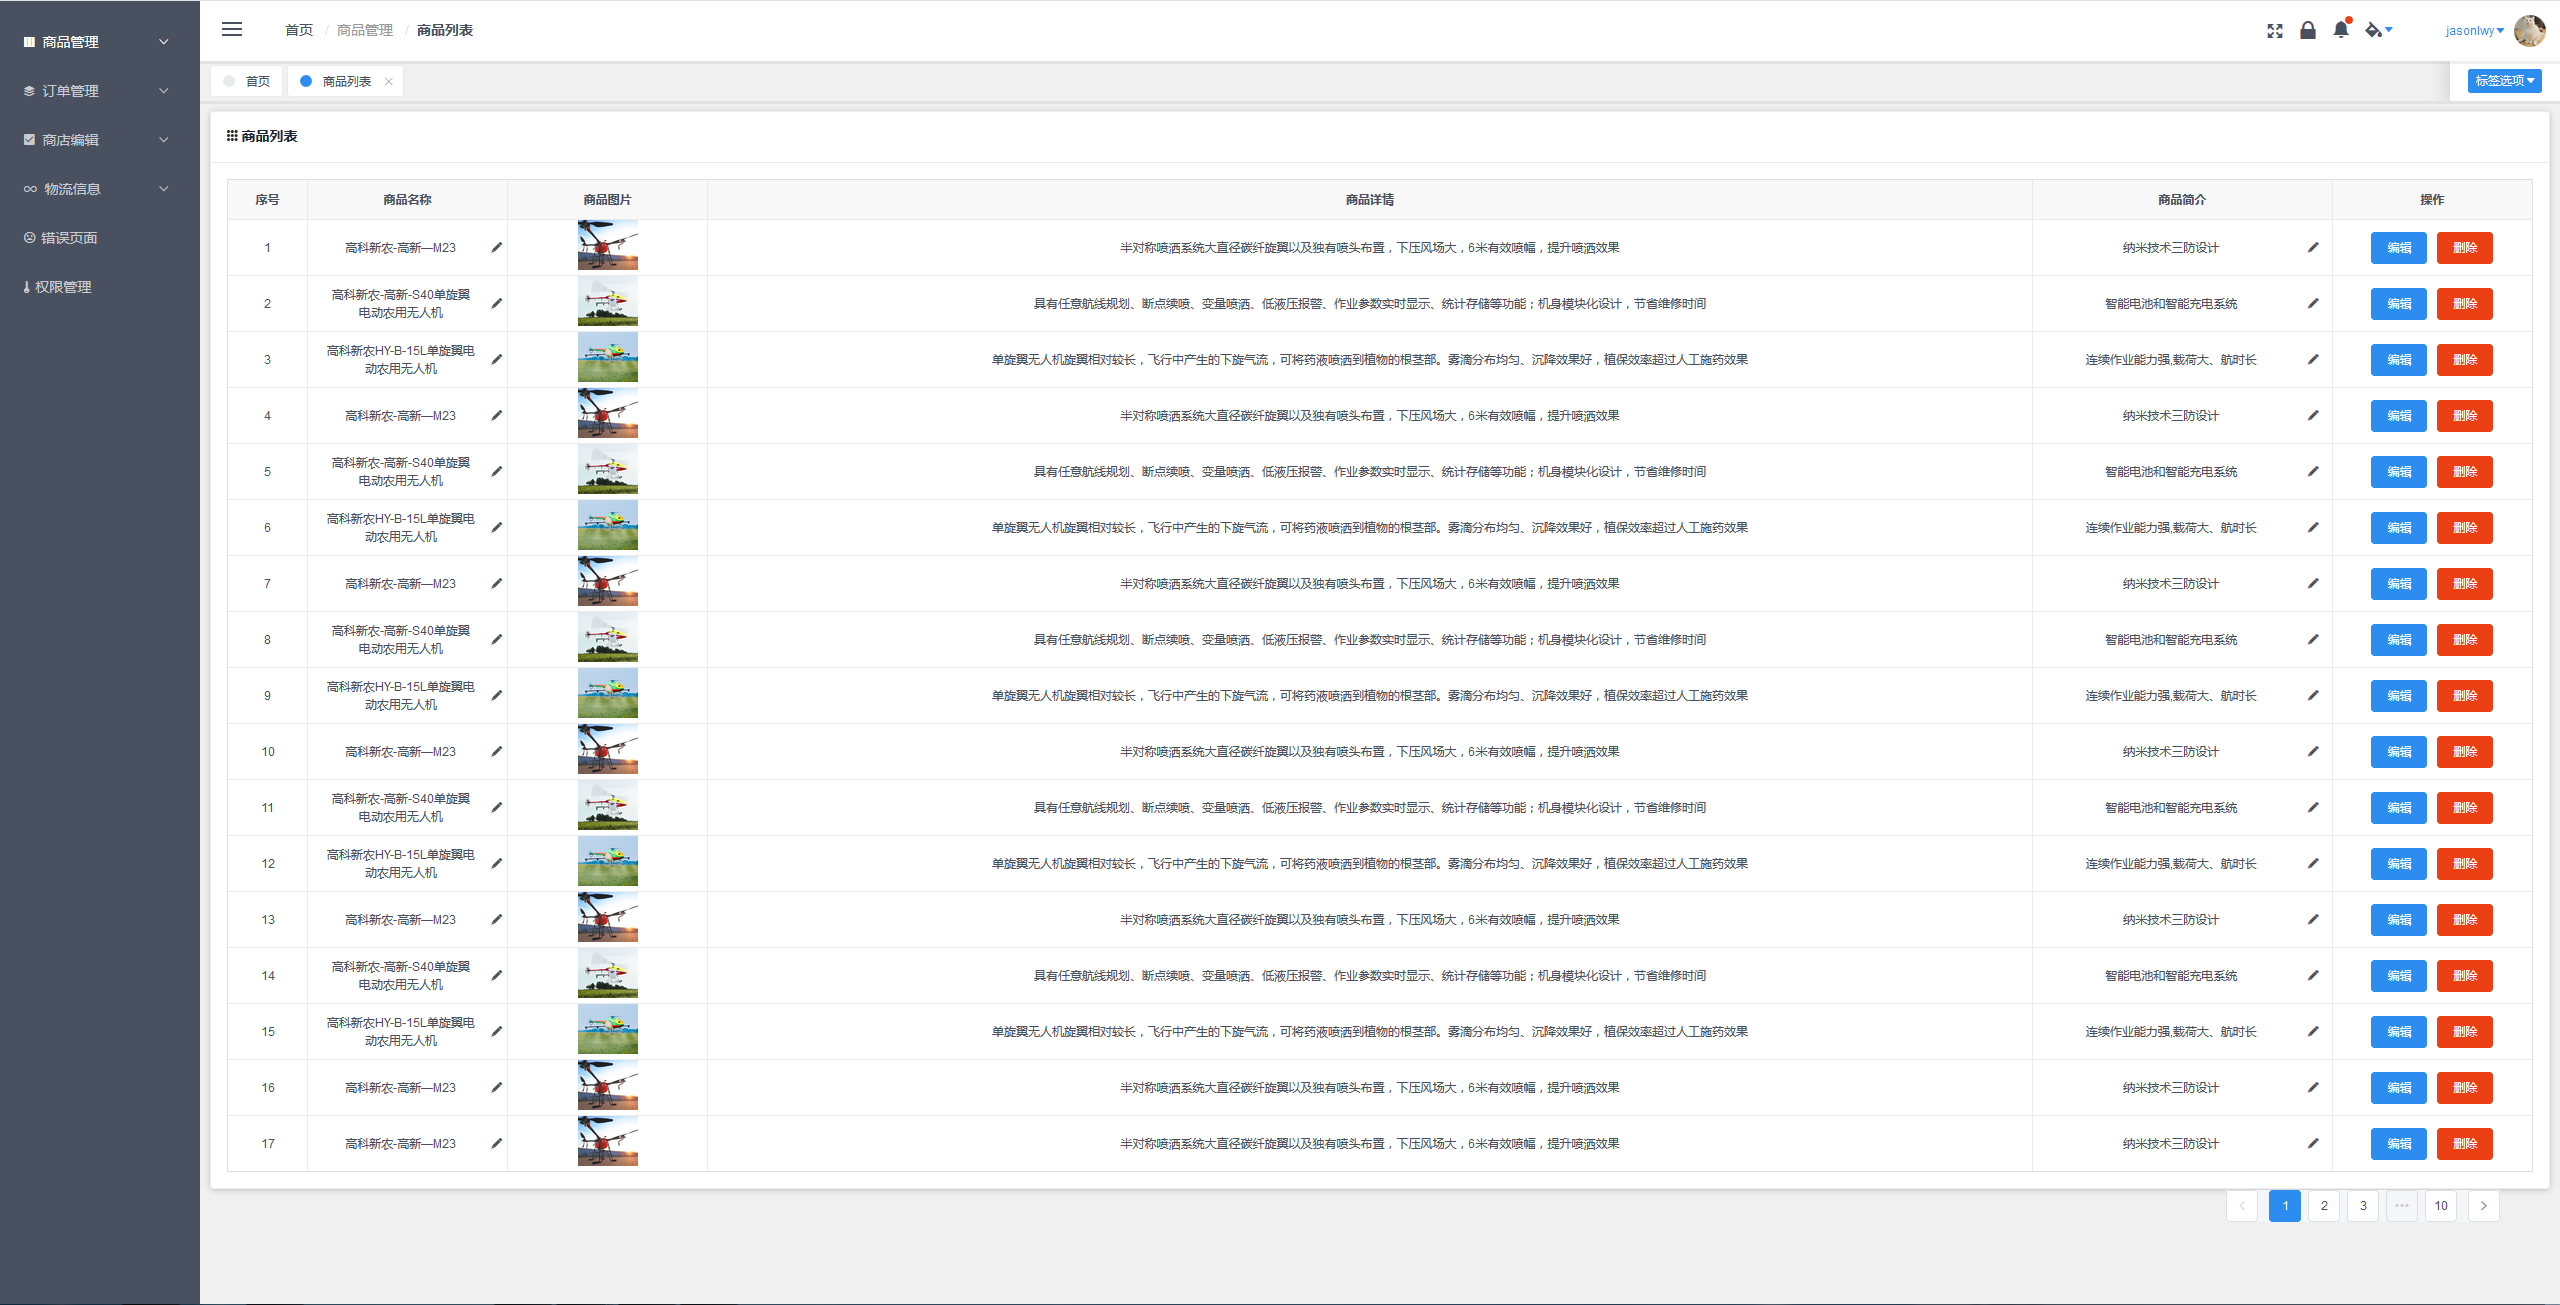 商品管理
订单管理
商店编辑
物流信息
错误页面
权限管理
首页 / 商品管理 / 商品列表
jasonlwy
首页
商品列表
标签选项
商品列表
序号 商品名称 商品图片 商品详情 商品简介 操作
1 高科新农-高新—M23 半对称喷洒系统大直径碳纤旋翼以及独有喷头布置，下压风场大，6米有效喷幅，提升喷洒效果 纳米技术三防设计 编辑 删除
2 高科新农-高新-S40单旋翼电动农用无人机 具有任意航线规划、断点续喷、变量喷洒、低液压报警、作业参数实时显示、统计存储等功能；机身模块化设计，节省维修时间 智能电池和智能充电系统 编辑 删除
3 高科新农HY-B-15L单旋翼电动农用无人机 单旋翼无人机旋翼相对较长，飞行中产生的下旋气流，可将药液喷洒到植物的根茎部。雾滴分布均匀、沉降效果好，植保效率超过人工施药效果 连续作业能力强,载荷大、航时长 编辑 删除
4 高科新农-高新—M23 半对称喷洒系统大直径碳纤旋翼以及独有喷头布置，下压风场大，6米有效喷幅，提升喷洒效果 纳米技术三防设计 编辑 删除
5 高科新农-高新-S40单旋翼电动农用无人机 具有任意航线规划、断点续喷、变量喷洒、低液压报警、作业参数实时显示、统计存储等功能；机身模块化设计，节省维修时间 智能电池和智能充电系统 编辑 删除
6 高科新农HY-B-15L单旋翼电动农用无人机 单旋翼无人机旋翼相对较长，飞行中产生的下旋气流，可将药液喷洒到植物的根茎部。雾滴分布均匀、沉降效果好，植保效率超过人工施药效果 连续作业能力强,载荷大、航时长 编辑 删除
7 高科新农-高新—M23 半对称喷洒系统大直径碳纤旋翼以及独有喷头布置，下压风场大，6米有效喷幅，提升喷洒效果 纳米技术三防设计 编辑 删除
8 高科新农-高新-S40单旋翼电动农用无人机 具有任意航线规划、断点续喷、变量喷洒、低液压报警、作业参数实时显示、统计存储等功能；机身模块化设计，节省维修时间 智能电池和智能充电系统 编辑 删除
9 高科新农HY-B-15L单旋翼电动农用无人机 单旋翼无人机旋翼相对较长，飞行中产生的下旋气流，可将药液喷洒到植物的根茎部。雾滴分布均匀、沉降效果好，植保效率超过人工施药效果 连续作业能力强,载荷大、航时长 编辑 删除
10 高科新农-高新—M23 半对称喷洒系统大直径碳纤旋翼以及独有喷头布置，下压风场大，6米有效喷幅，提升喷洒效果 纳米技术三防设计 编辑 删除
11 高科新农-高新-S40单旋翼电动农用无人机 具有任意航线规划、断点续喷、变量喷洒、低液压报警、作业参数实时显示、统计存储等功能；机身模块化设计，节省维修时间 智能电池和智能充电系统 编辑 删除
12 高科新农HY-B-15L单旋翼电动农用无人机 单旋翼无人机旋翼相对较长，飞行中产生的下旋气流，可将药液喷洒到植物的根茎部。雾滴分布均匀、沉降效果好，植保效率超过人工施药效果 连续作业能力强,载荷大、航时长 编辑 删除
13 高科新农-高新—M23 半对称喷洒系统大直径碳纤旋翼以及独有喷头布置，下压风场大，6米有效喷幅，提升喷洒效果 纳米技术三防设计 编辑 删除
14 高科新农-高新-S40单旋翼电动农用无人机 具有任意航线规划、断点续喷、变量喷洒、低液压报警、作业参数实时显示、统计存储等功能；机身模块化设计，节省维修时间 智能电池和智能充电系统 编辑 删除
15 高科新农HY-B-15L单旋翼电动农用无人机 单旋翼无人机旋翼相对较长，飞行中产生的下旋气流，可将药液喷洒到植物的根茎部。雾滴分布均匀、沉降效果好，植保效率超过人工施药效果 连续作业能力强,载荷大、航时长 编辑 删除
16 高科新农-高新—M23 半对称喷洒系统大直径碳纤旋翼以及独有喷头布置，下压风场大，6米有效喷幅，提升喷洒效果 纳米技术三防设计 编辑 删除
17 高科新农-高新—M23 半对称喷洒系统大直径碳纤旋翼以及独有喷头布置，下压风场大，6米有效喷幅，提升喷洒效果 纳米技术三防设计 编辑 删除
1 2 3 ••• 10